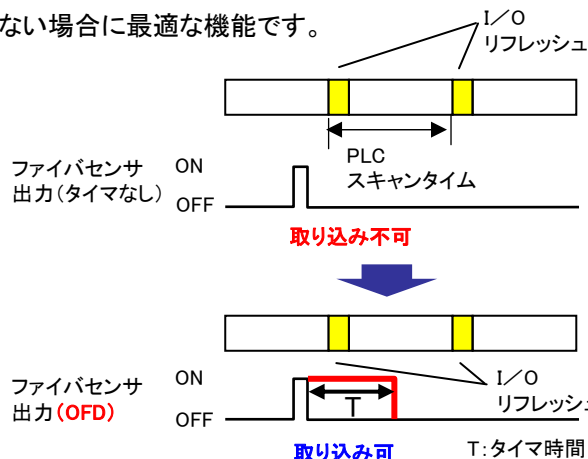 ない場合に最適な機能です。
I/O
リフレッシュ
PLC
スキャンタイム
ファイバセンサ
出力(タイマなし)
ON
OFF
取り込み不可
ファイバセンサ
出力(OFD)
ON
OFF
T
I/O
リフレッシュ
取り込み可
T:タイマ時間